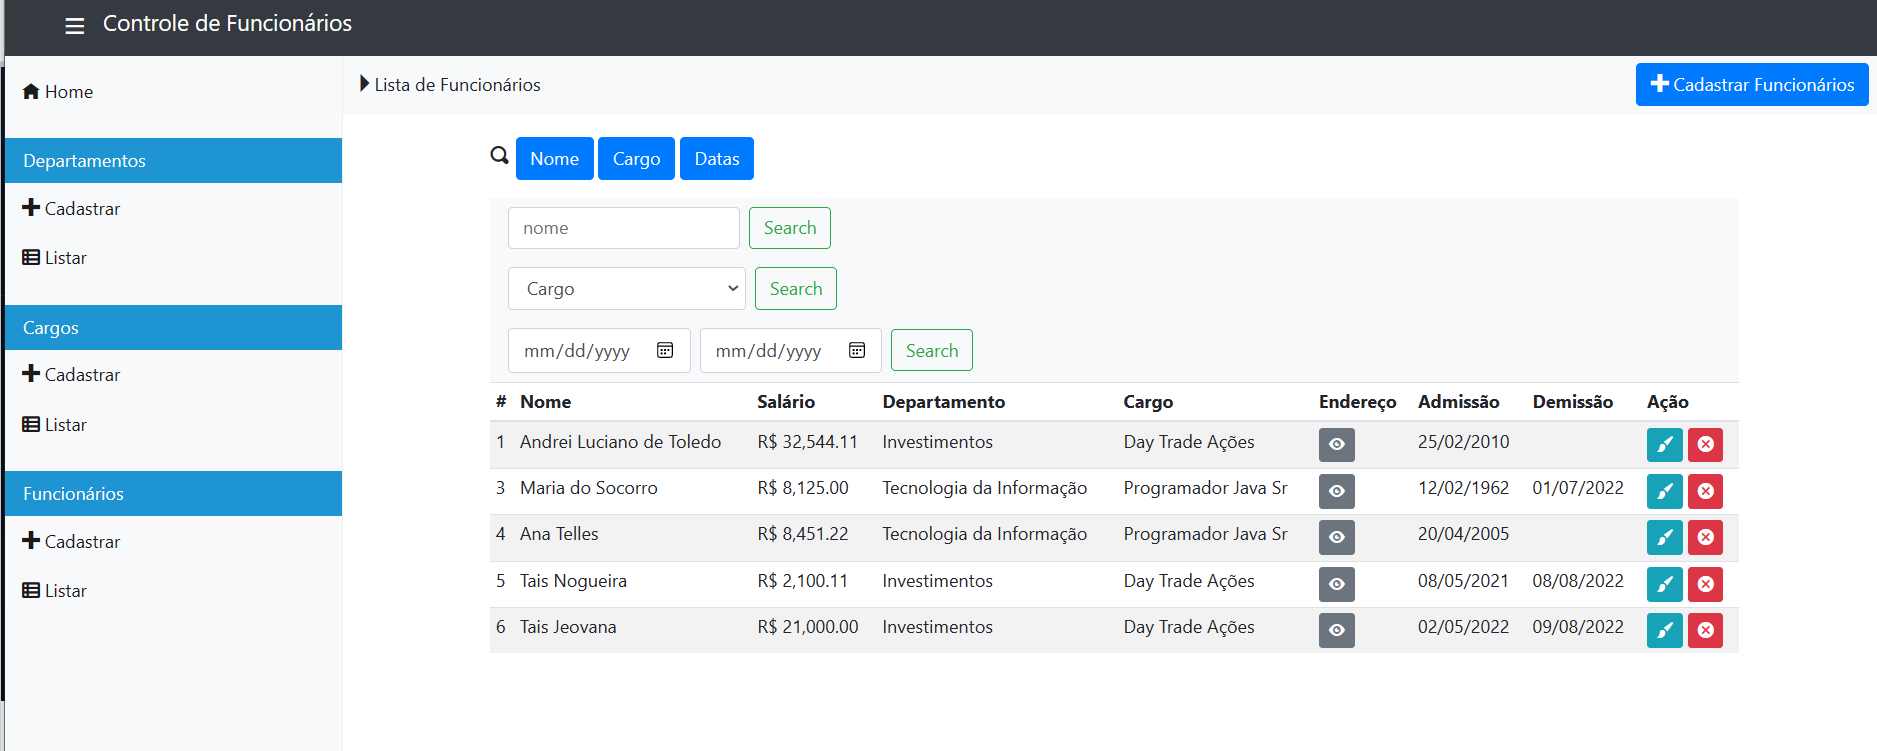 Controle de Funcionários
Home
Departamentos
Cadastrar
Listar
Cargos
Cadastrar
Listar
Funcionários
Cadastrar
Listar
Lista de Funcionários
Cadastrar Funcionários
Nome Cargo Datas
nome Search
Cargo Search
mm/dd/yyyy mm/dd/yyyy Search
# Nome Salário Departamento Cargo Endereço Admissão Demissão Ação
1 Andrei Luciano de Toledo R$ 32,544.11 Investimentos Day Trade Ações 25/02/2010
3 Maria do Socorro R$ 8,125.00 Tecnologia da Informação Programador Java Sr 12/02/1962 01/07/2022
4 Ana Telles R$ 8,451.22 Tecnologia da Informação Programador Java Sr 20/04/2005
5 Tais Nogueira R$ 2,100.11 Investimentos Day Trade Ações 08/05/2021 08/08/2022
6 Tais Jeovana R$ 21,000.00 Investimentos Day Trade Ações 02/05/2022 09/08/2022